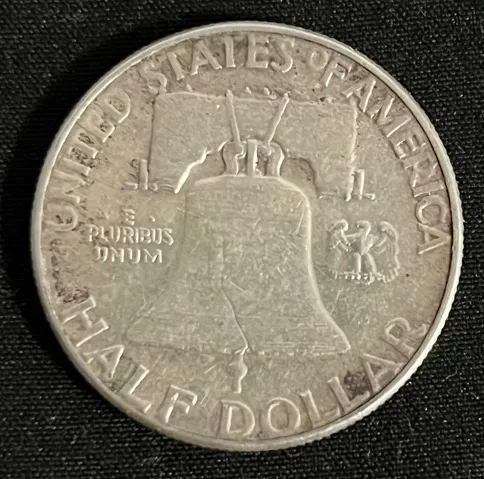 UNITED STATES OF AMERICA
E
PLURIBUS
UNUM
HALF DOLLAR